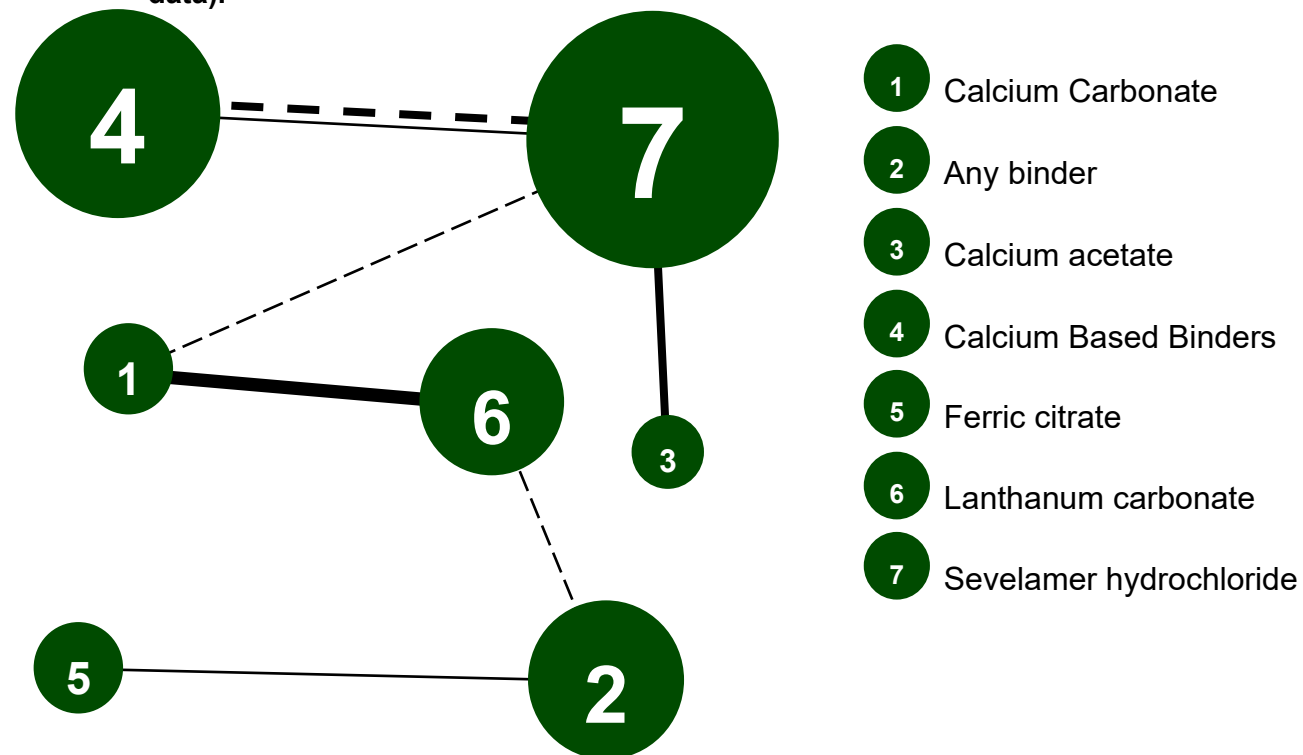 data).
4
7
1
6
3
5
2
1 Calcium Carbonate
2 Any binder
3 Calcium acetate
4 Calcium Based Binders
5 Ferric citrate
6 Lanthanum carbonate
7 Sevelamer hydrochloride